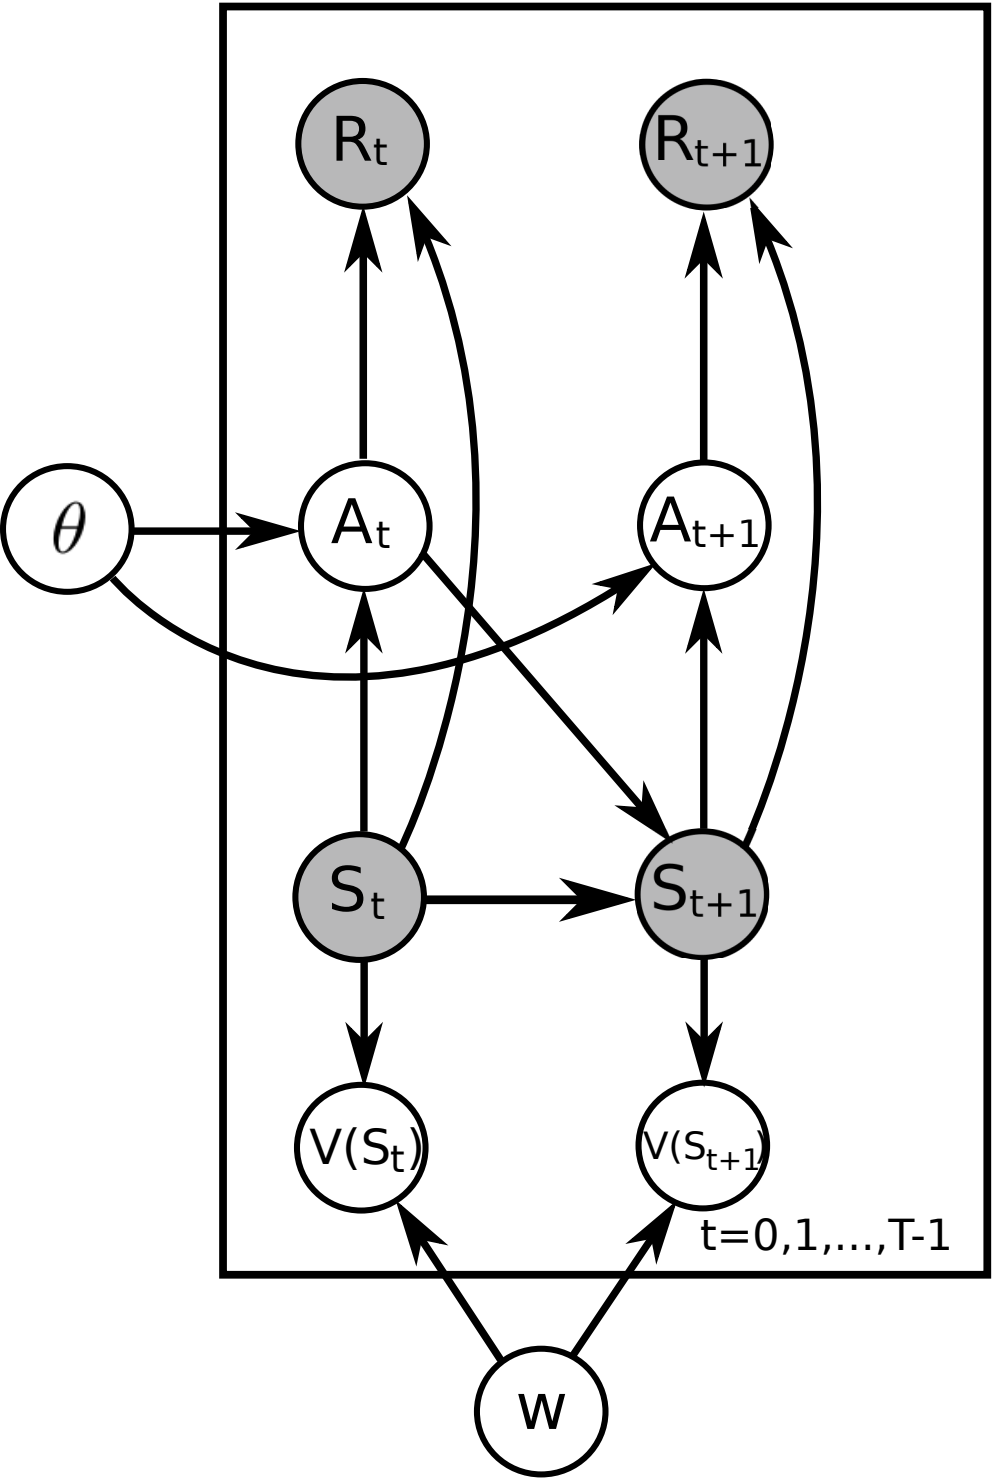 Rt
Rt+1
θ
At
At+1
St
St+1
V(St)
V(St+1)
t=0,1,...,T-1
w